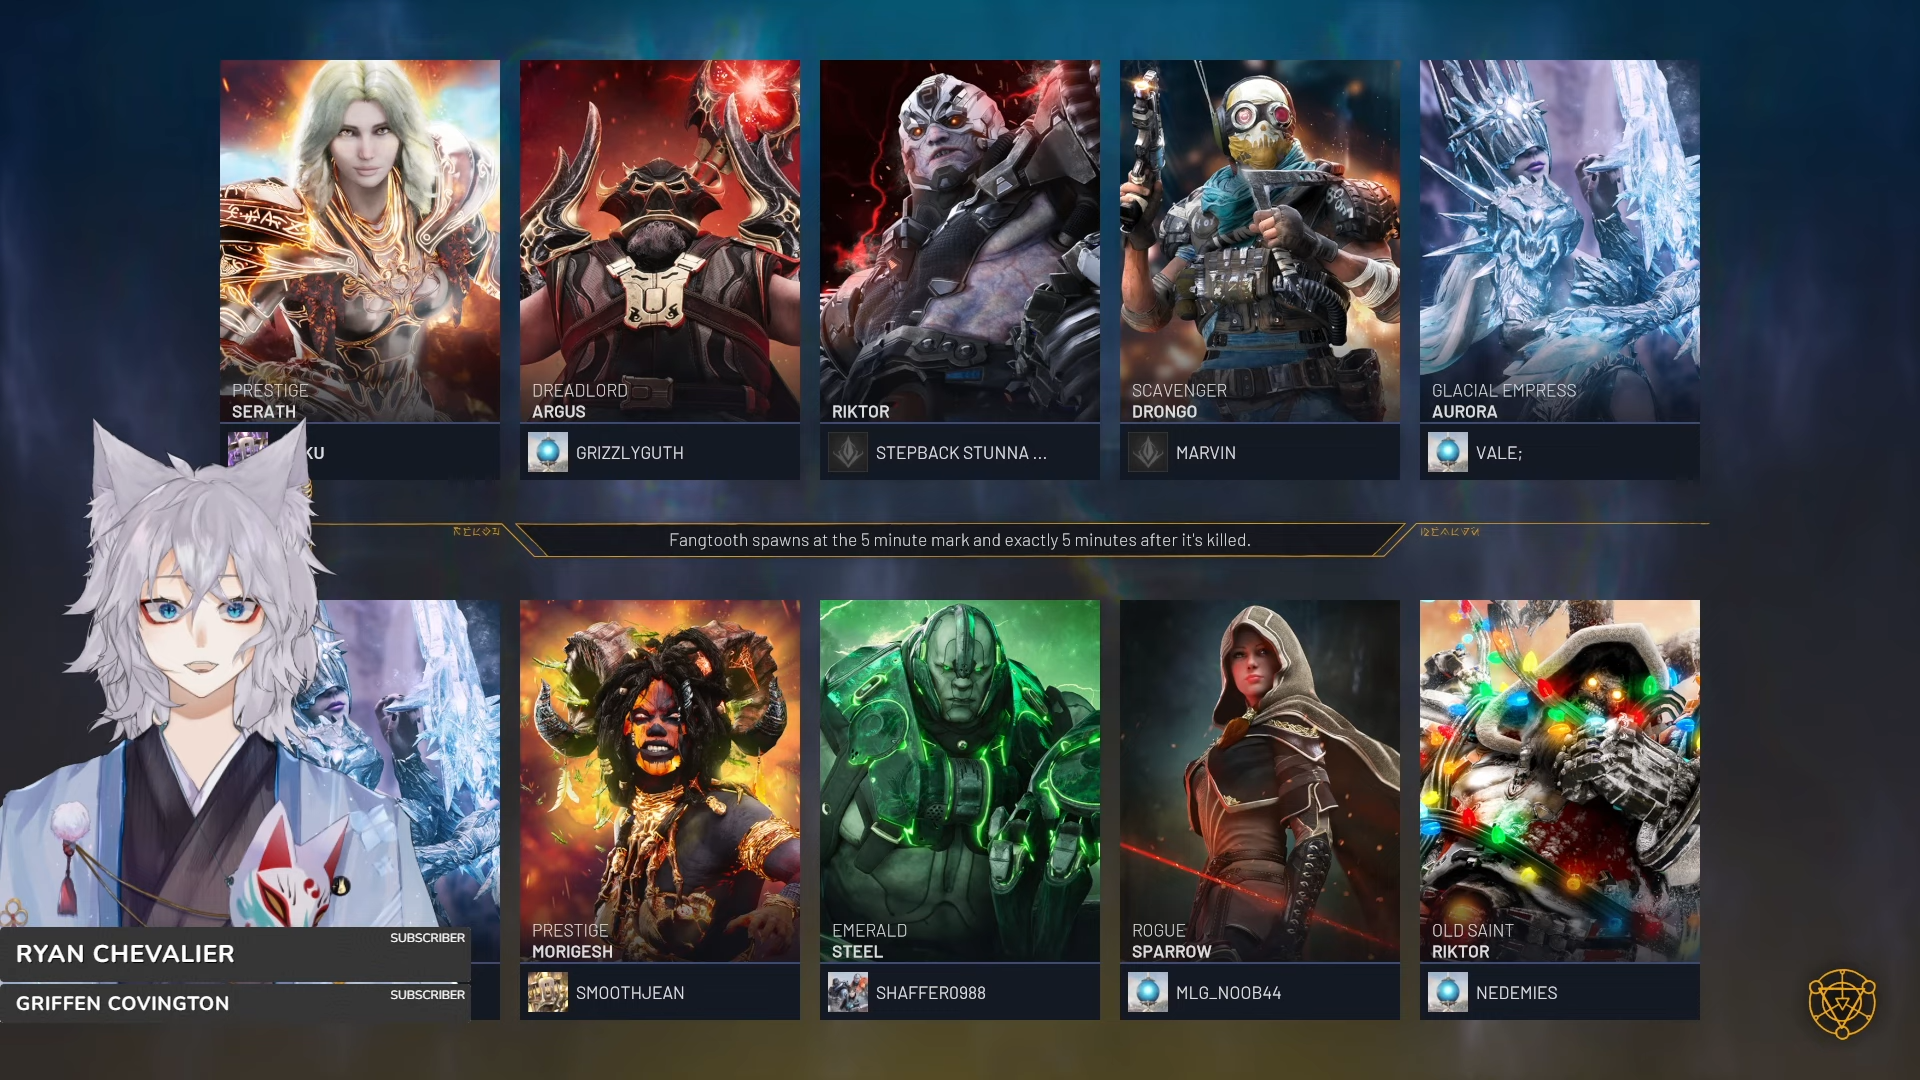 PRESTIGE
SERATH
DREADLORD
ARGUS
RIKTOR
SCAVENGER
DRONGO
GLACIAL EMPRESS
AURORA
GRIZZLYGUTH
STEPBACK STUNNA ...
MARVIN
VALE;
Fangtooth spawns at the 5 minute mark and exactly 5 minutes after it's killed.
PRESTIGE
MORIGESH
EMERALD
STEEL
ROGUE
SPARROW
OLD SAINT
RIKTOR
SMOOTHJEAN
SHAFFER0988
MLG_NOOB44
NEDEMIES
RYAN CHEVALIER
SUBSCRIBER
GRIFFEN COVINGTON
SUBSCRIBER